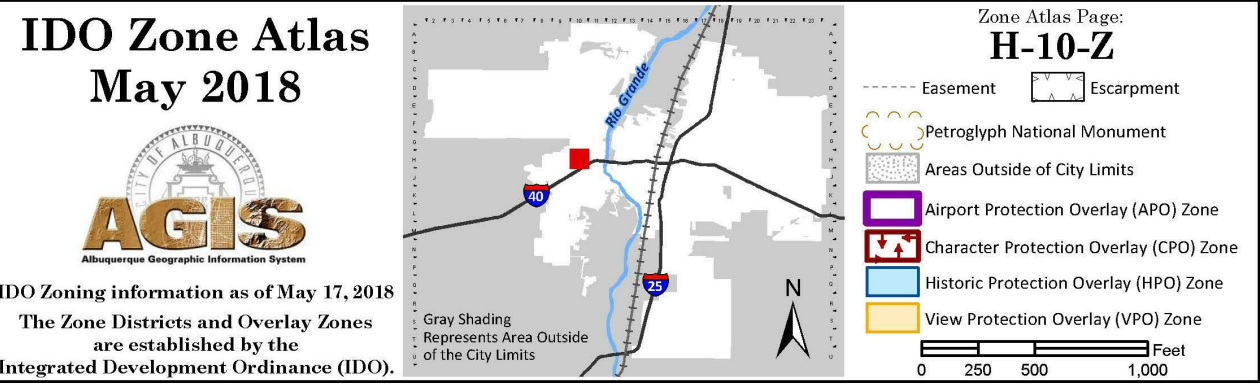 IDO Zone Atlas
May 2018
CITY OF ALBUQUERQUE
AGIS
Albuquerque Geographic Information System
IDO Zoning information as of May 17, 2018
The Zone Districts and Overlay Zones
are established by the
Integrated Development Ordinance (IDO).
Rio Grande
40
25
Gray Shading
Represents Area Outside
of the City Limits
N
Zone Atlas Page:
H-10-Z
Easement
Escarpment
Petroglyph National Monument
Areas Outside of City Limits
Airport Protection Overlay (APO) Zone
Character Protection Overlay (CPO) Zone
Historic Protection Overlay (HPO) Zone
View Protection Overlay (VPO) Zone
Feet
0 250 500 1,000